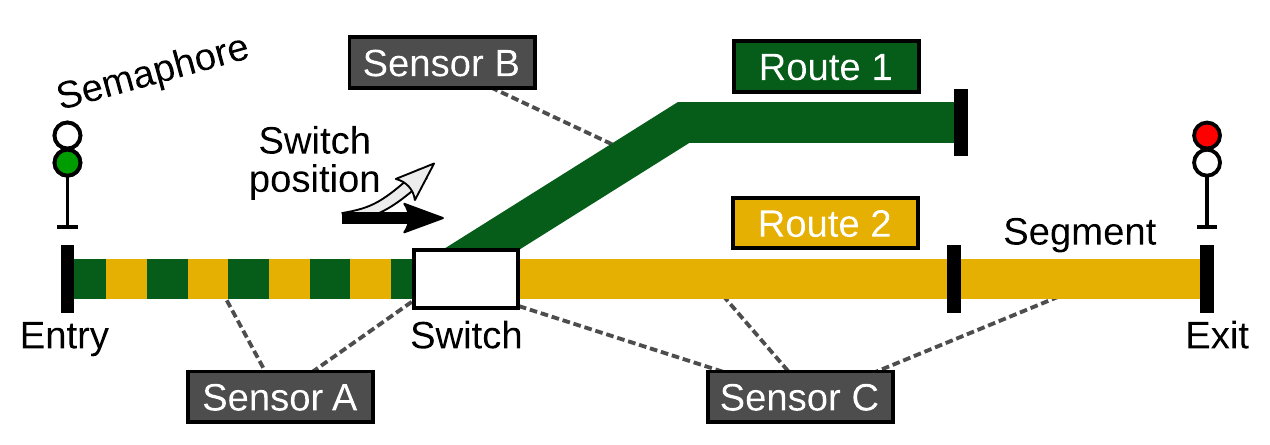 Semaphore
Sensor B
Route 1
Switch
position
Route 2
Segment
Entry
Switch
Exit
Sensor A
Sensor C